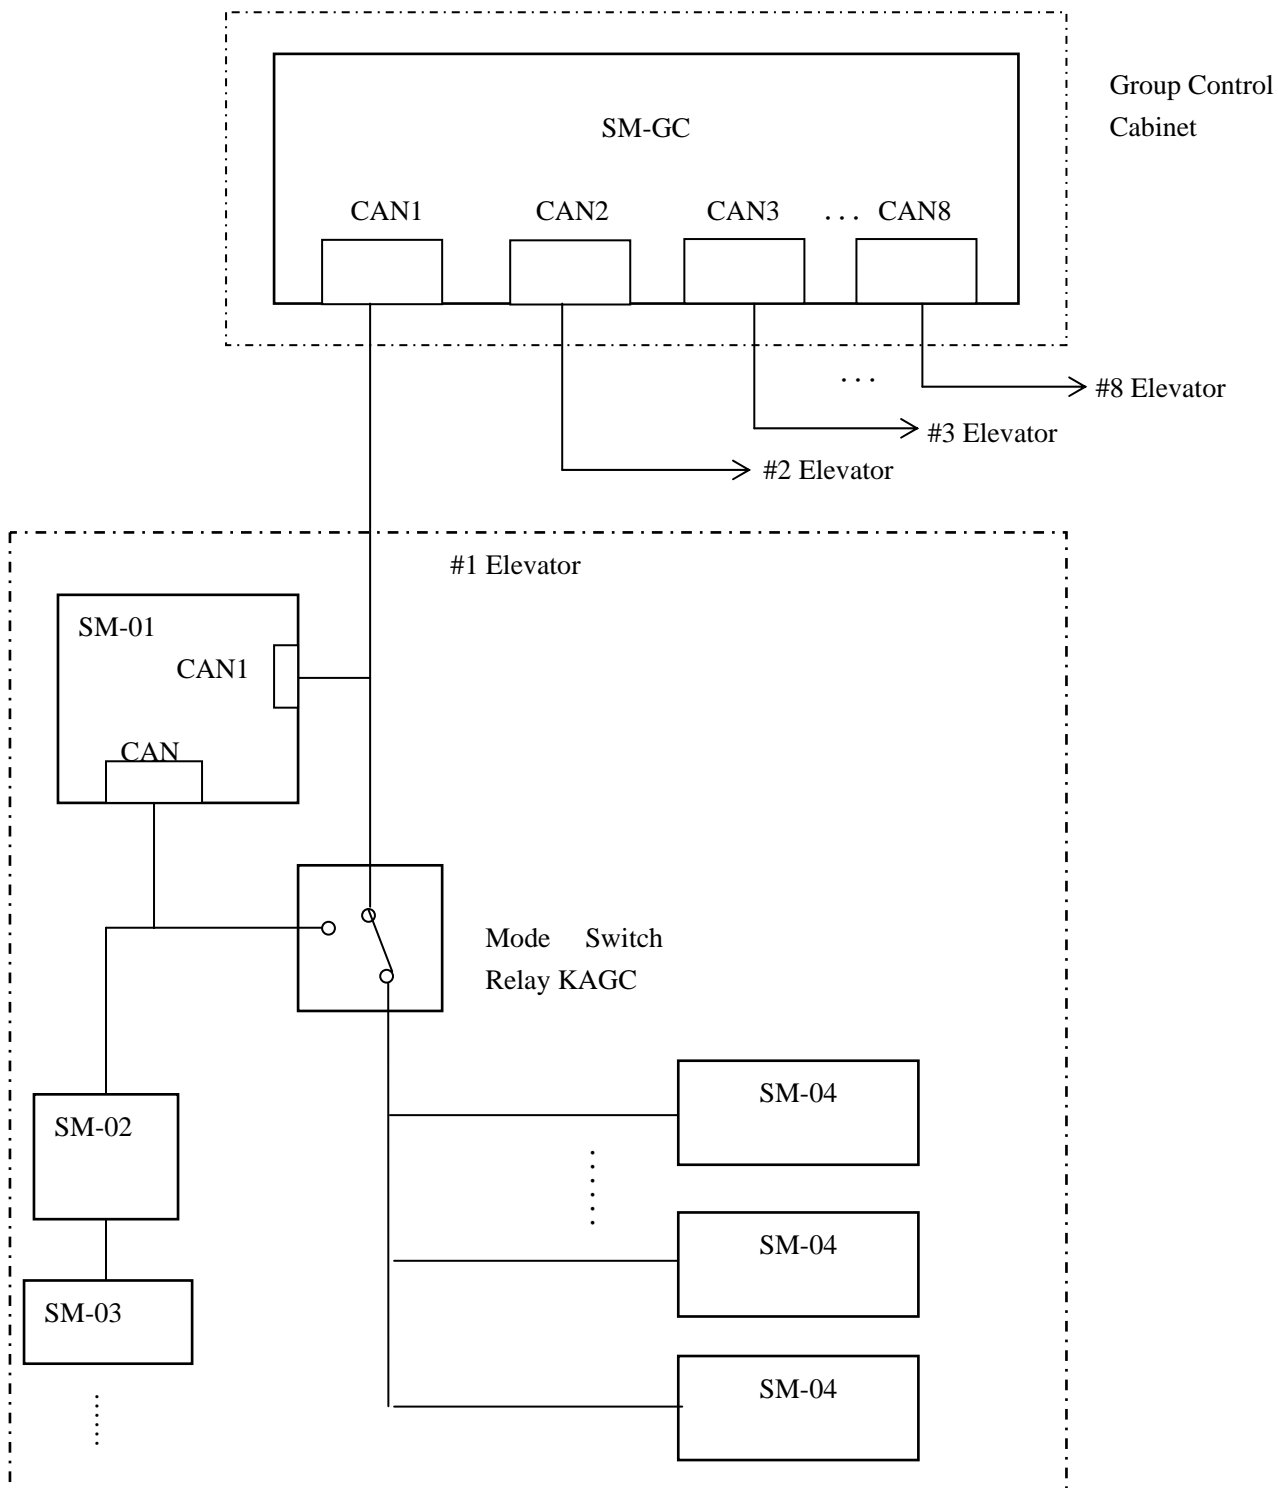 Group Control
Cabinet
SM-GC
CAN1 CAN2 CAN3 ... CAN8
...
#8 Elevator
#3 Elevator
#2 Elevator
#1 Elevator
SM-01
CAN1
CAN
Mode Switch
Relay KAGC
SM-04
SM-02
SM-04
SM-03
SM-04